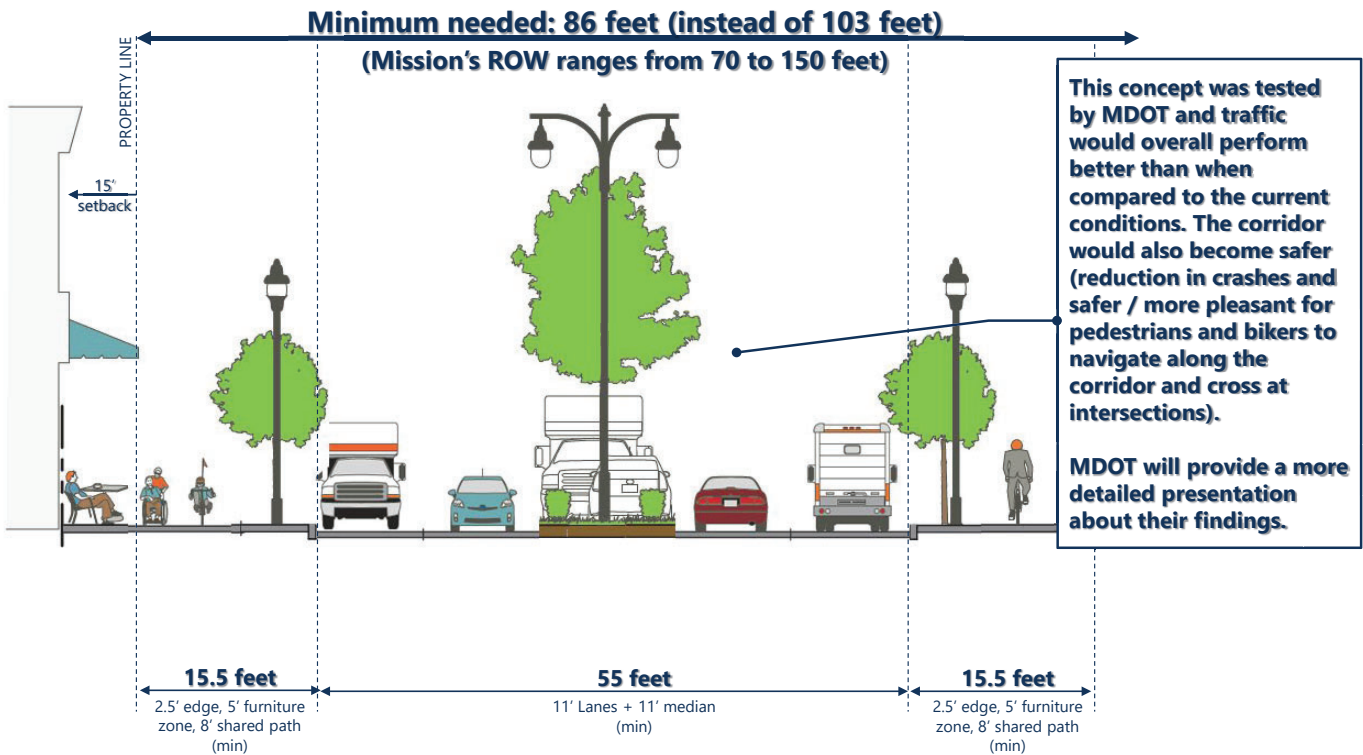 Minimum needed: 86 feet (instead of 103 feet)
(Mission's ROW ranges from 70 to 150 feet)
PROPERTY LINE
15'
setback
This concept was tested
by MDOT and traffic
would overall perform
better than when
compared to the current
conditions. The corridor
would also become safer
(reduction in crashes and
safer / more pleasant for
pedestrians and bikers to
navigate along the
corridor and cross at
intersections).
MDOT will provide a more
detailed presentation
about their findings.
15.5 feet
2.5' edge, 5' furniture
zone, 8' shared path
(min)
55 feet
11' Lanes + 11' median
(min)
15.5 feet
2.5' edge, 5' furniture
zone, 8' shared path
(min)